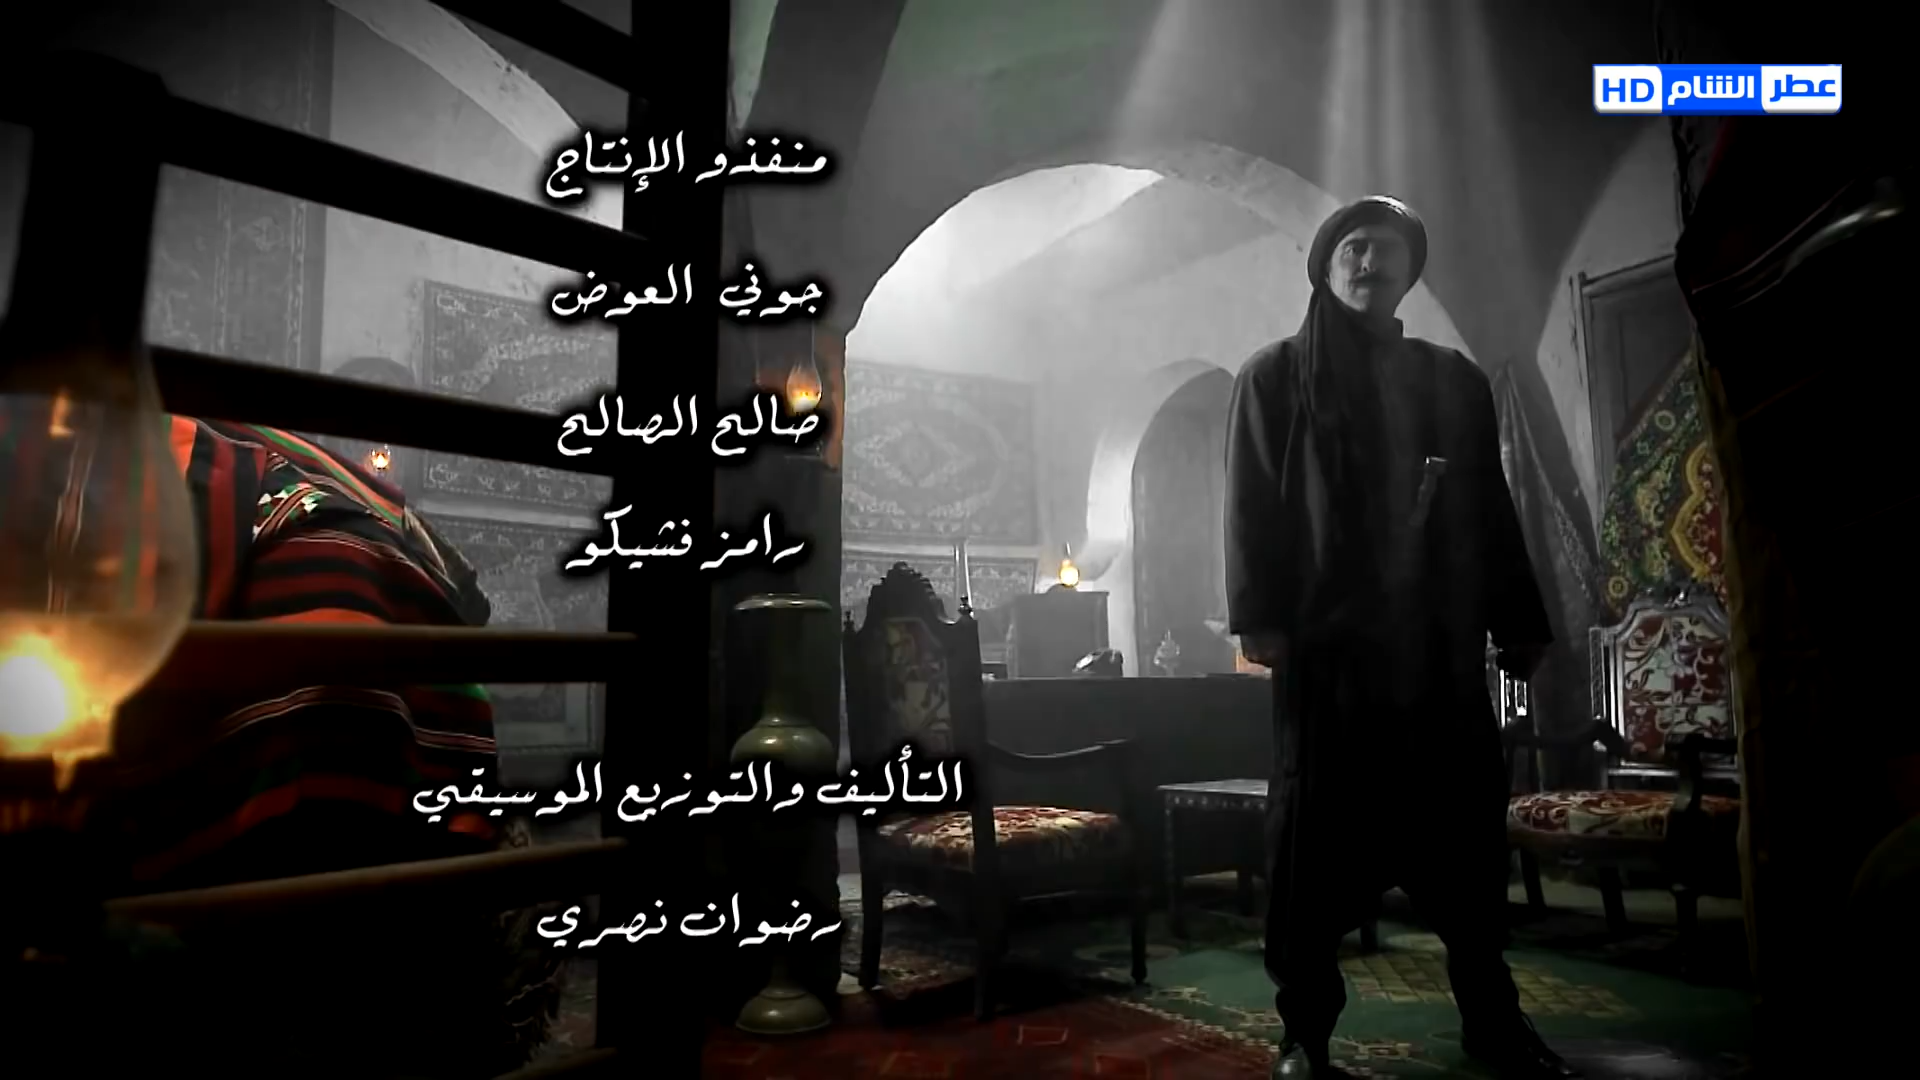 عطر الشام HD
منفذو الإنتاج
جوني العوض
صالح الصالح
رامز فشيكو
التأليف والتوزيع الموسيقي
رضوان نصري